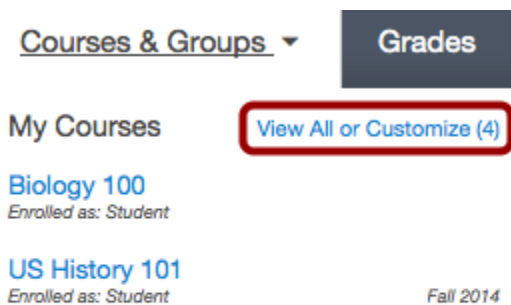 Courses & Groups Grades
My Courses View All or Customize (4)
Biology 100
Enrolled as: Student
US History 101
Enrolled as: Student Fall 2014